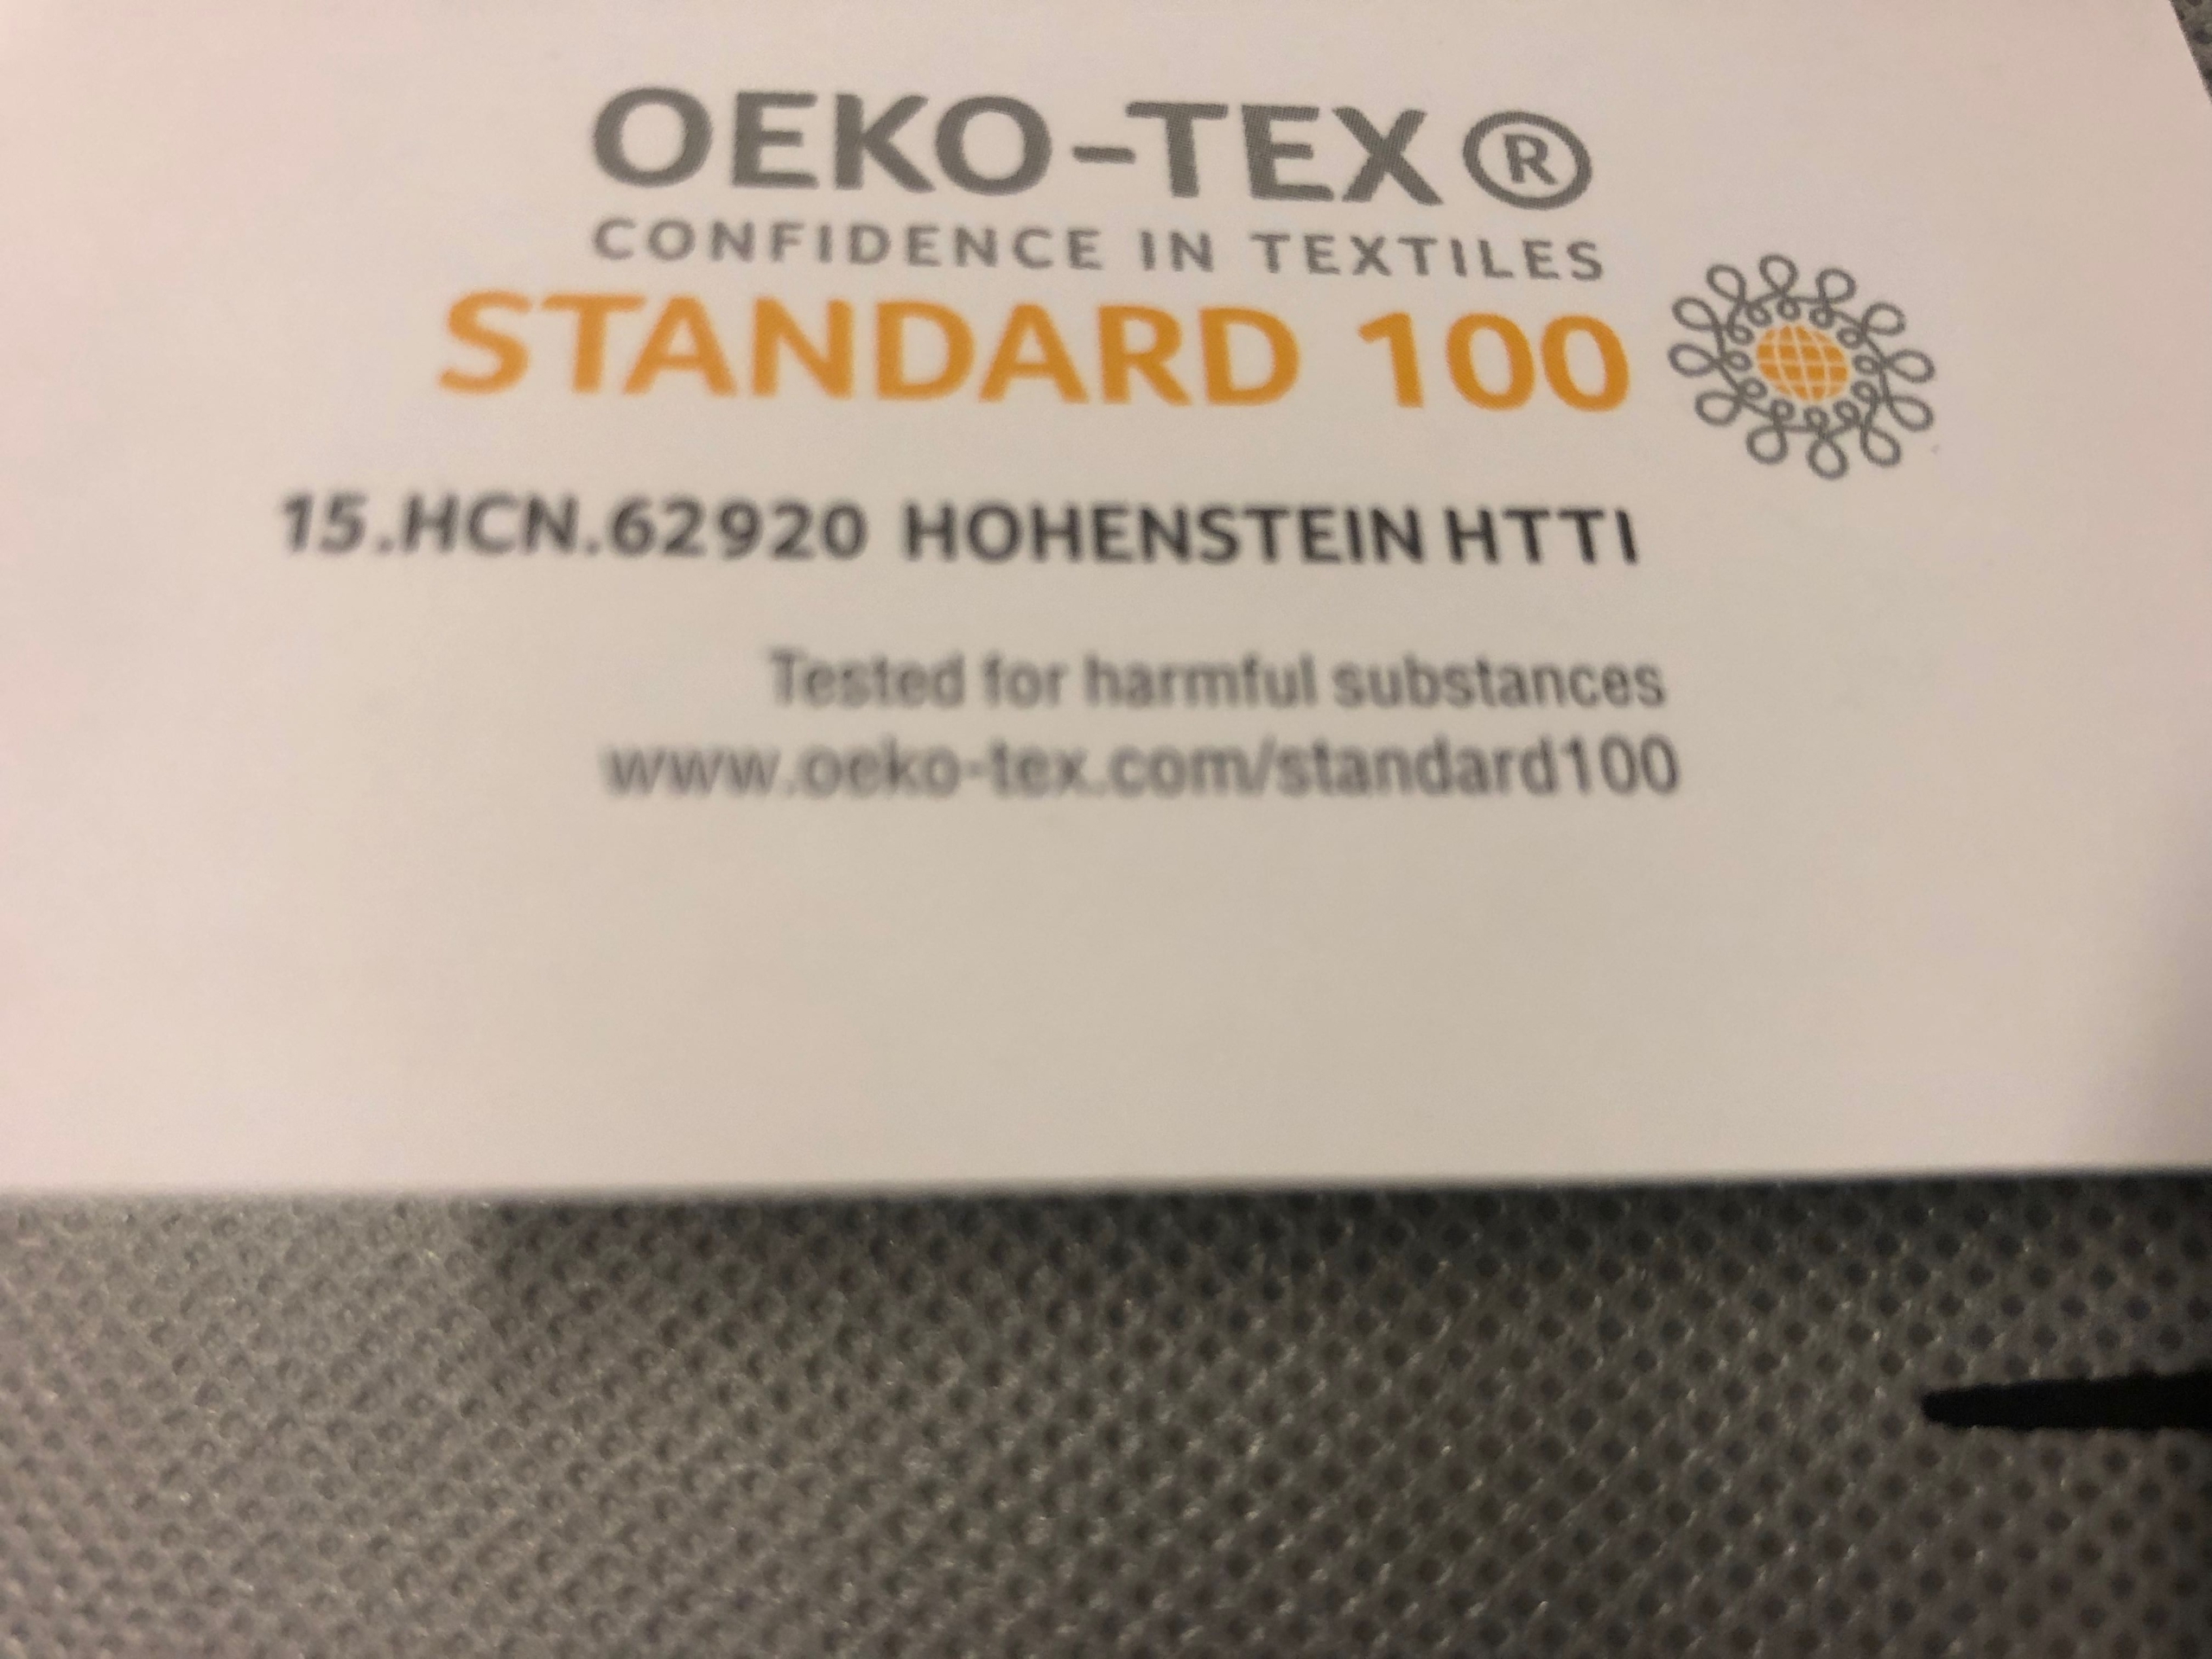 OEKO-TEX®
CONFIDENCE IN TEXTILES
STANDARD 100
15.HCN.62920 HOHENSTEIN HTTI
Tested for harmful substances
www.oeko-tex.com/standard100